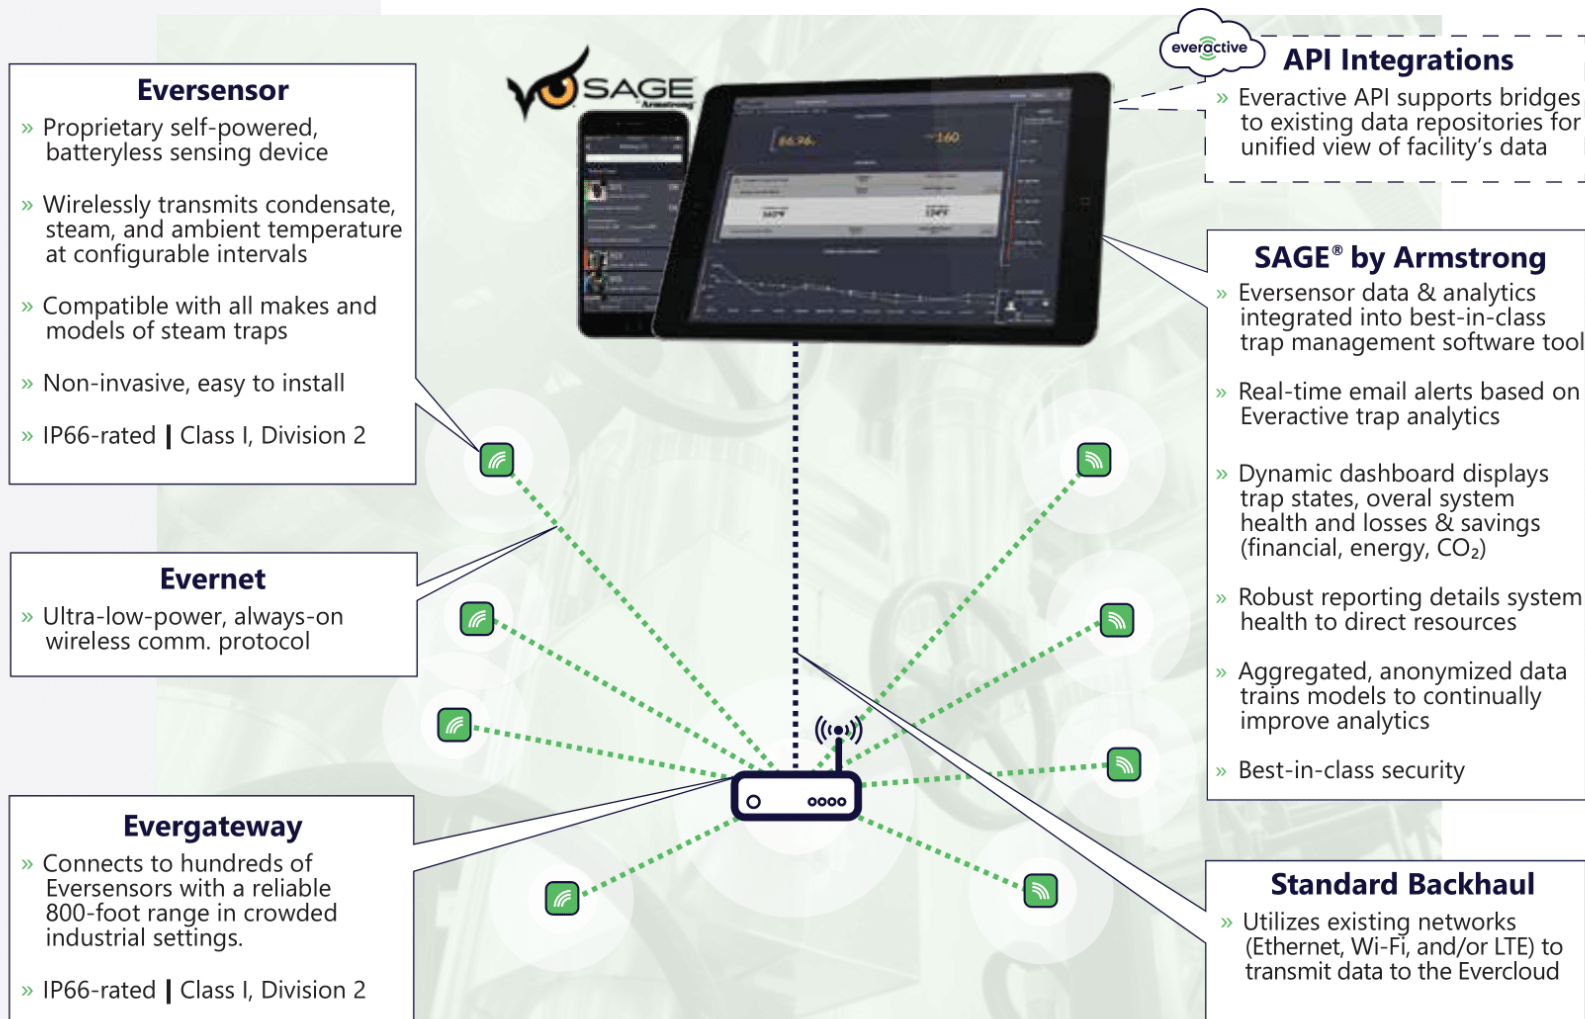 Eversensor
» Proprietary self-powered,
batteryless sensing device
» Wirelessly transmits condensate,
steam, and ambient temperature
at configurable intervals
» Compatible with all makes and
models of steam traps
» Non-invasive, easy to install
» IP66-rated | Class I, Division 2
Evernet
» Ultra-low-power, always-on
wireless comm. protocol
Evergateway
» Connects to hundreds of
Eversensors with a reliable
800-foot range in crowded
industrial settings.
» IP66-rated | Class I, Division 2
SAGE
by Armstrong
86.96%
160
162°F
everactive
API Integrations
» Everactive API supports bridges
to existing data repositories for
unified view of facility's data
SAGE® by Armstrong
» Eversensor data & analytics
integrated into best-in-class
trap management software tool
» Real-time email alerts based on
Everactive trap analytics
» Dynamic dashboard displays
trap states, overal system
health and losses & savings
(financial, energy, CO₂)
» Robust reporting details system
health to direct resources
» Aggregated, anonymized data
trains models to continually
improve analytics
» Best-in-class security
Standard Backhaul
» Utilizes existing networks
(Ethernet, Wi-Fi, and/or LTE) to
transmit data to the Evercloud